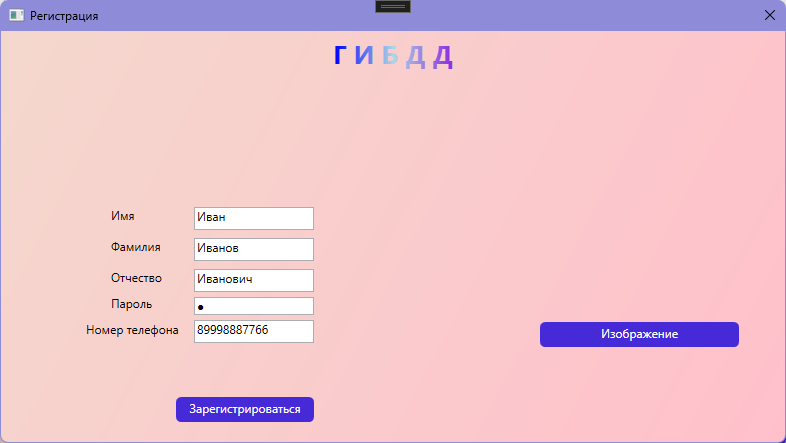 Регистрация
Г И Б Д Д
Имя Иван
Фамилия Иванов
Отчество Иванович
Пароль ●
Номер телефона 89998887766
Изображение
Зарегистрироваться